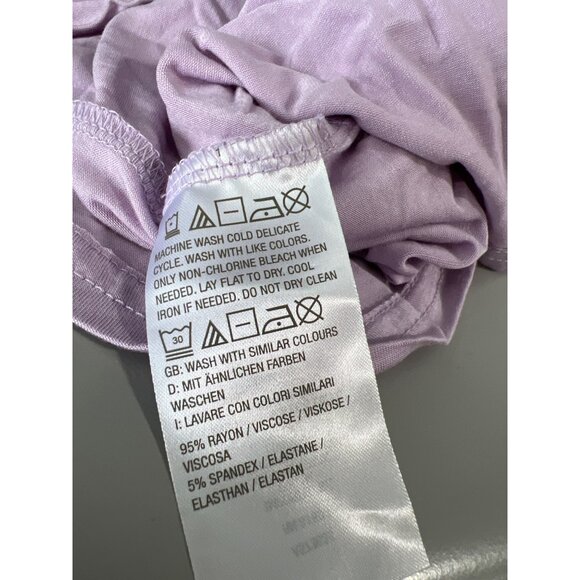 MACHINE WASH COLD DELICATE
CYCLE. WASH WITH LIKE COLORS.
ONLY NON-CHLORINE BLEACH WHEN
NEEDED. LAY FLAT TO DRY. COOL
IRON IF NEEDED. DO NOT DRY CLEAN
30
GB: WASH WITH SIMILAR COLOURS
D: MIT ÄHNLICHEN FARBEN
WASCHEN
I: LAVARE CON COLORI SIMILARI
95% RAYON / VISCOSE / VISKOSE /
VISCOSA
5% SPANDEX / ELASTANE /
ELASTHAN / ELASTAN